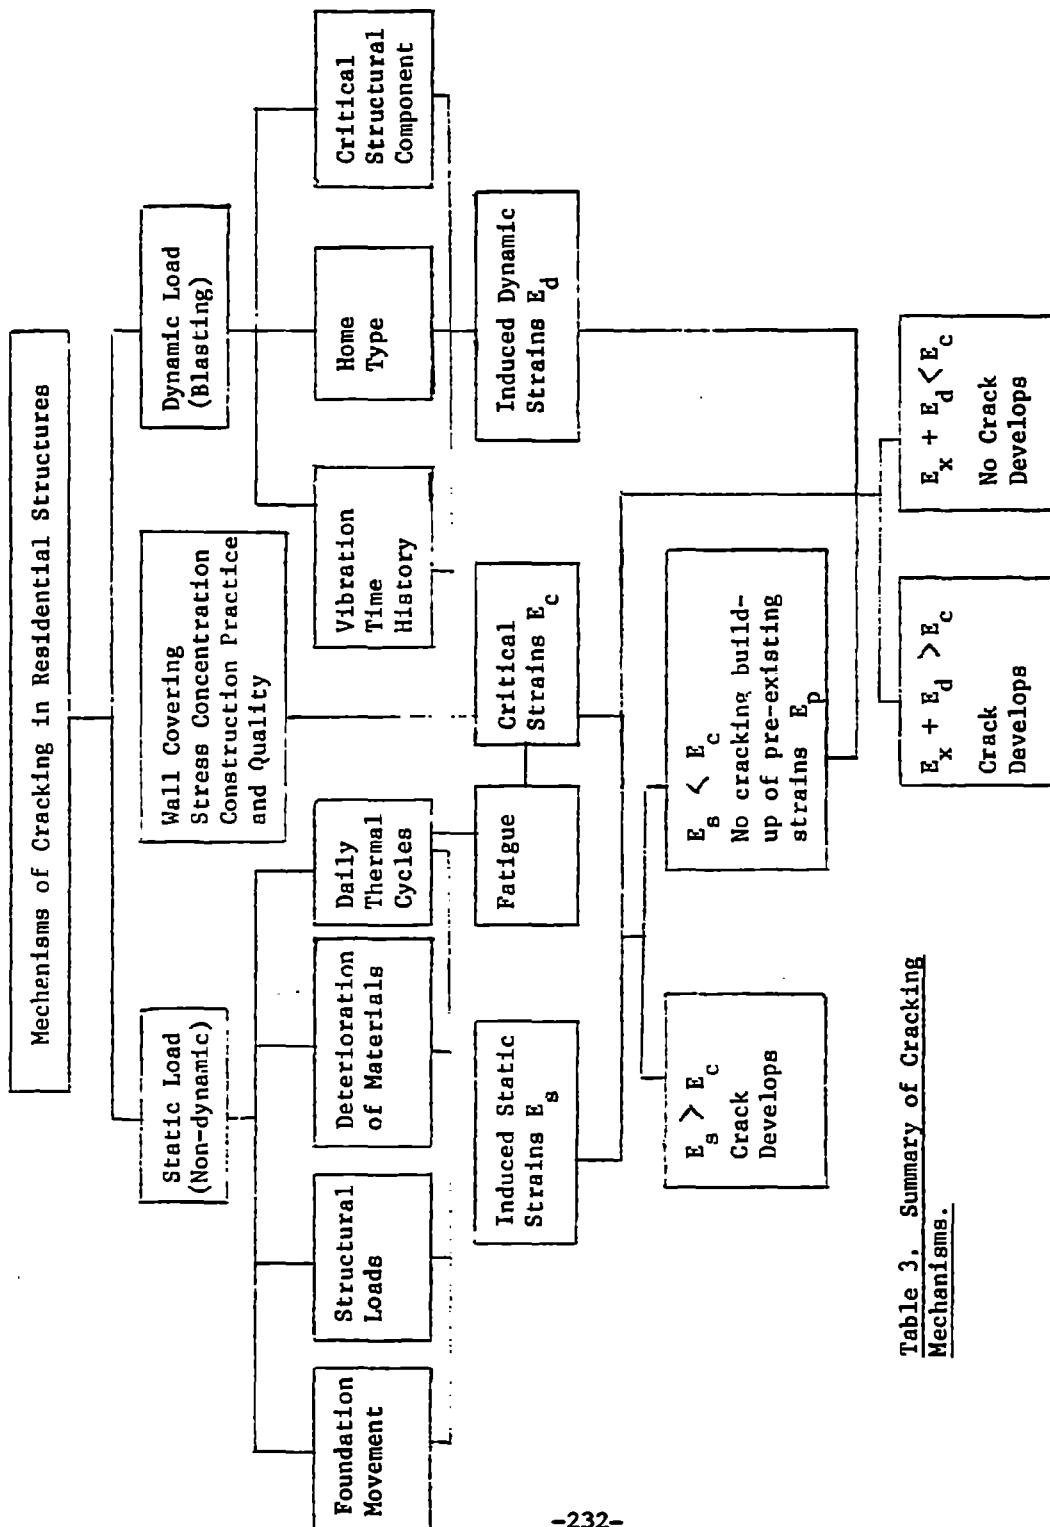 Mechenisms of Cracking in Residential Structures
Static Load
(Non-dynamic)
Wall Covering
Stress Concentration
Construction Practice
and Quality
Dynamic Load
(Blasting)
Foundation
Movement
Structural
Loads
Deterioration
of Materials
Daily
Thermal
Cycles
Vibration
Time
History
Home
Type
Critical
Structural
Component
Induced Static
Strains E_s
Fatigue
Critical
Strains E_c
Induced Dynamic
Strains E_d
E_s > E_c
Crack
Develops
E_s < E_c
No cracking build-
up of pre-existing
strains E_p
E_x + E_d > E_c
Crack
Develops
E_x + E_d < E_c
No Crack
Develops
Table 3. Summary of Cracking
Mechanisms.
-232-